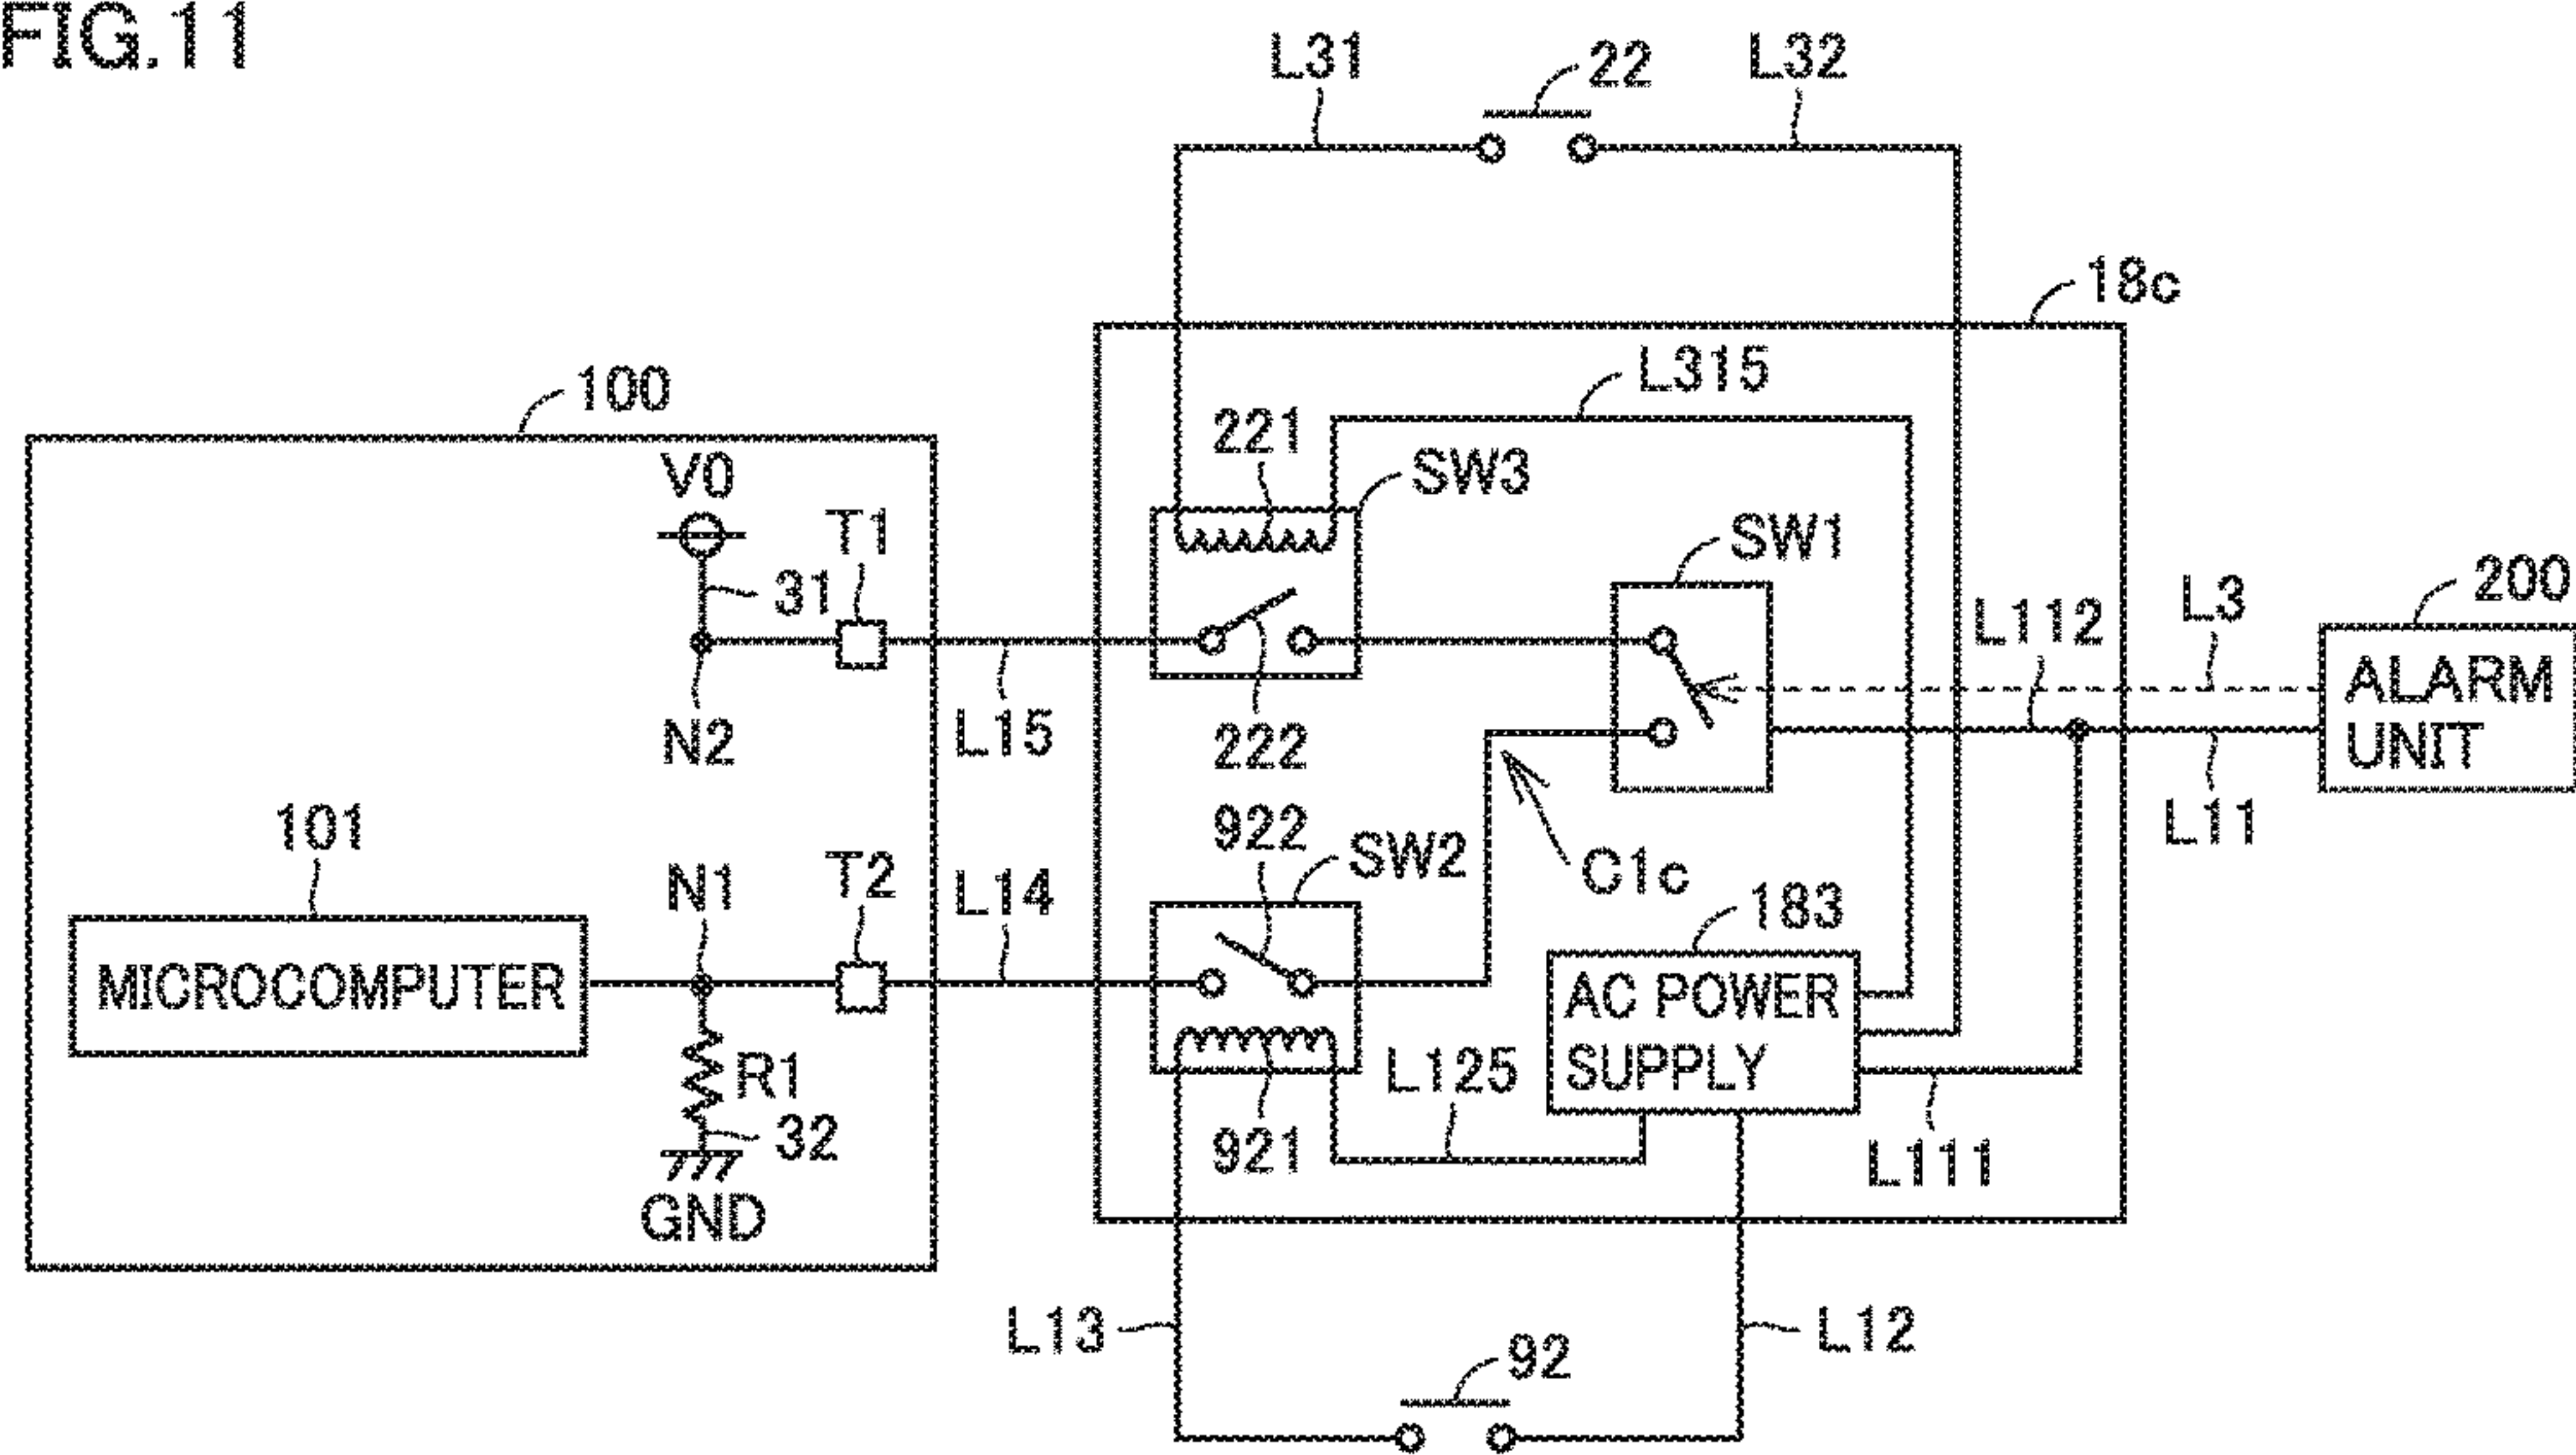 FIG.11
L31
22
L32
18c
L315
100
221
SW3
V0
T1
SW1
31
L3
200
L112
ALARM
UNIT
N2
L15
222
L11
101
922
SW2
C1c
N1
T2
L14
183
MICROCOMPUTER
AC POWER
SUPPLY
R1
L125
32
921
L111
GND
L13
L12
92